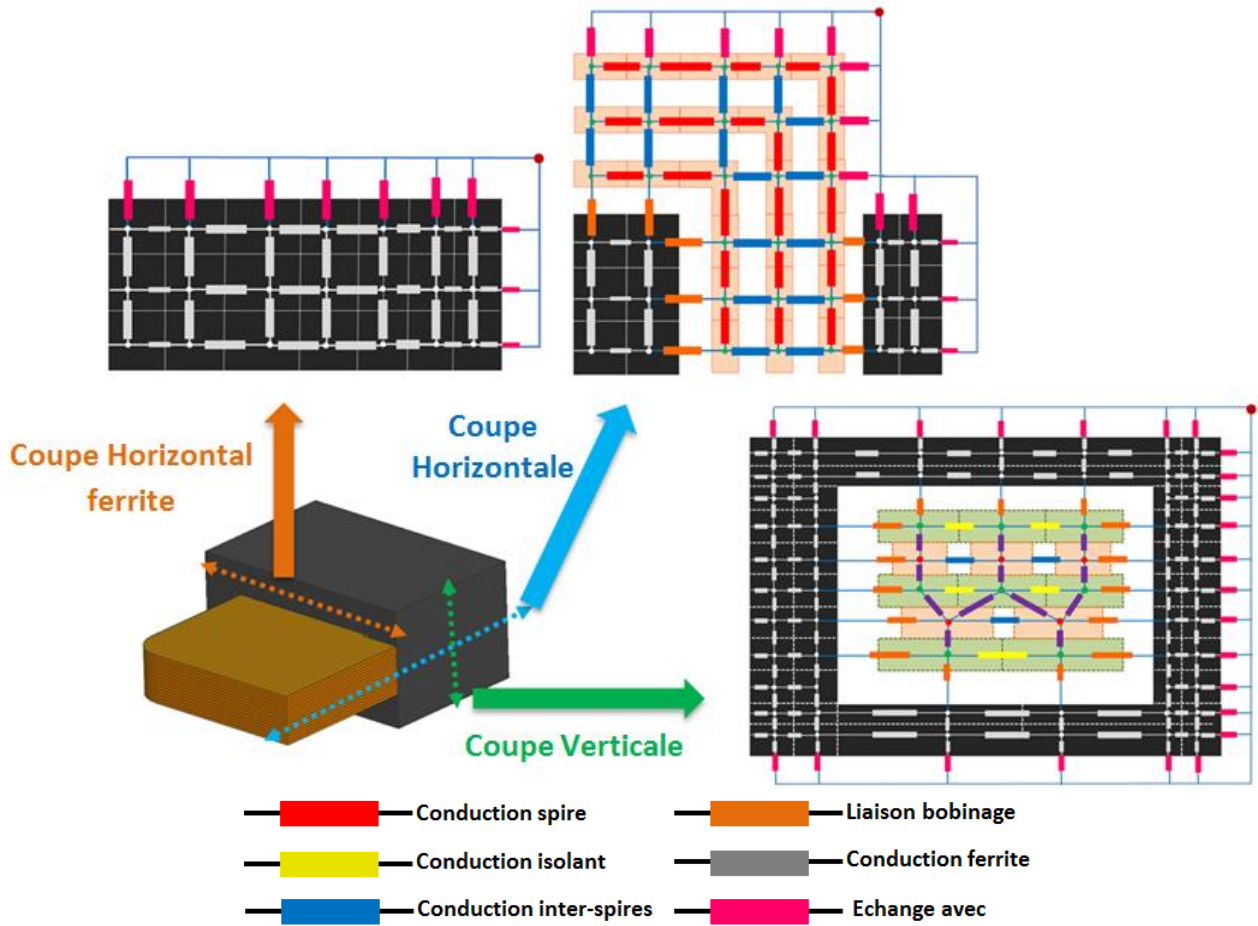 Coupe Horizontal
ferrite
Coupe
Horizontale
Coupe Verticale
Conduction spire
Liaison bobinage
Conduction isolant
Conduction ferrite
Conduction inter-spires
Echange avec